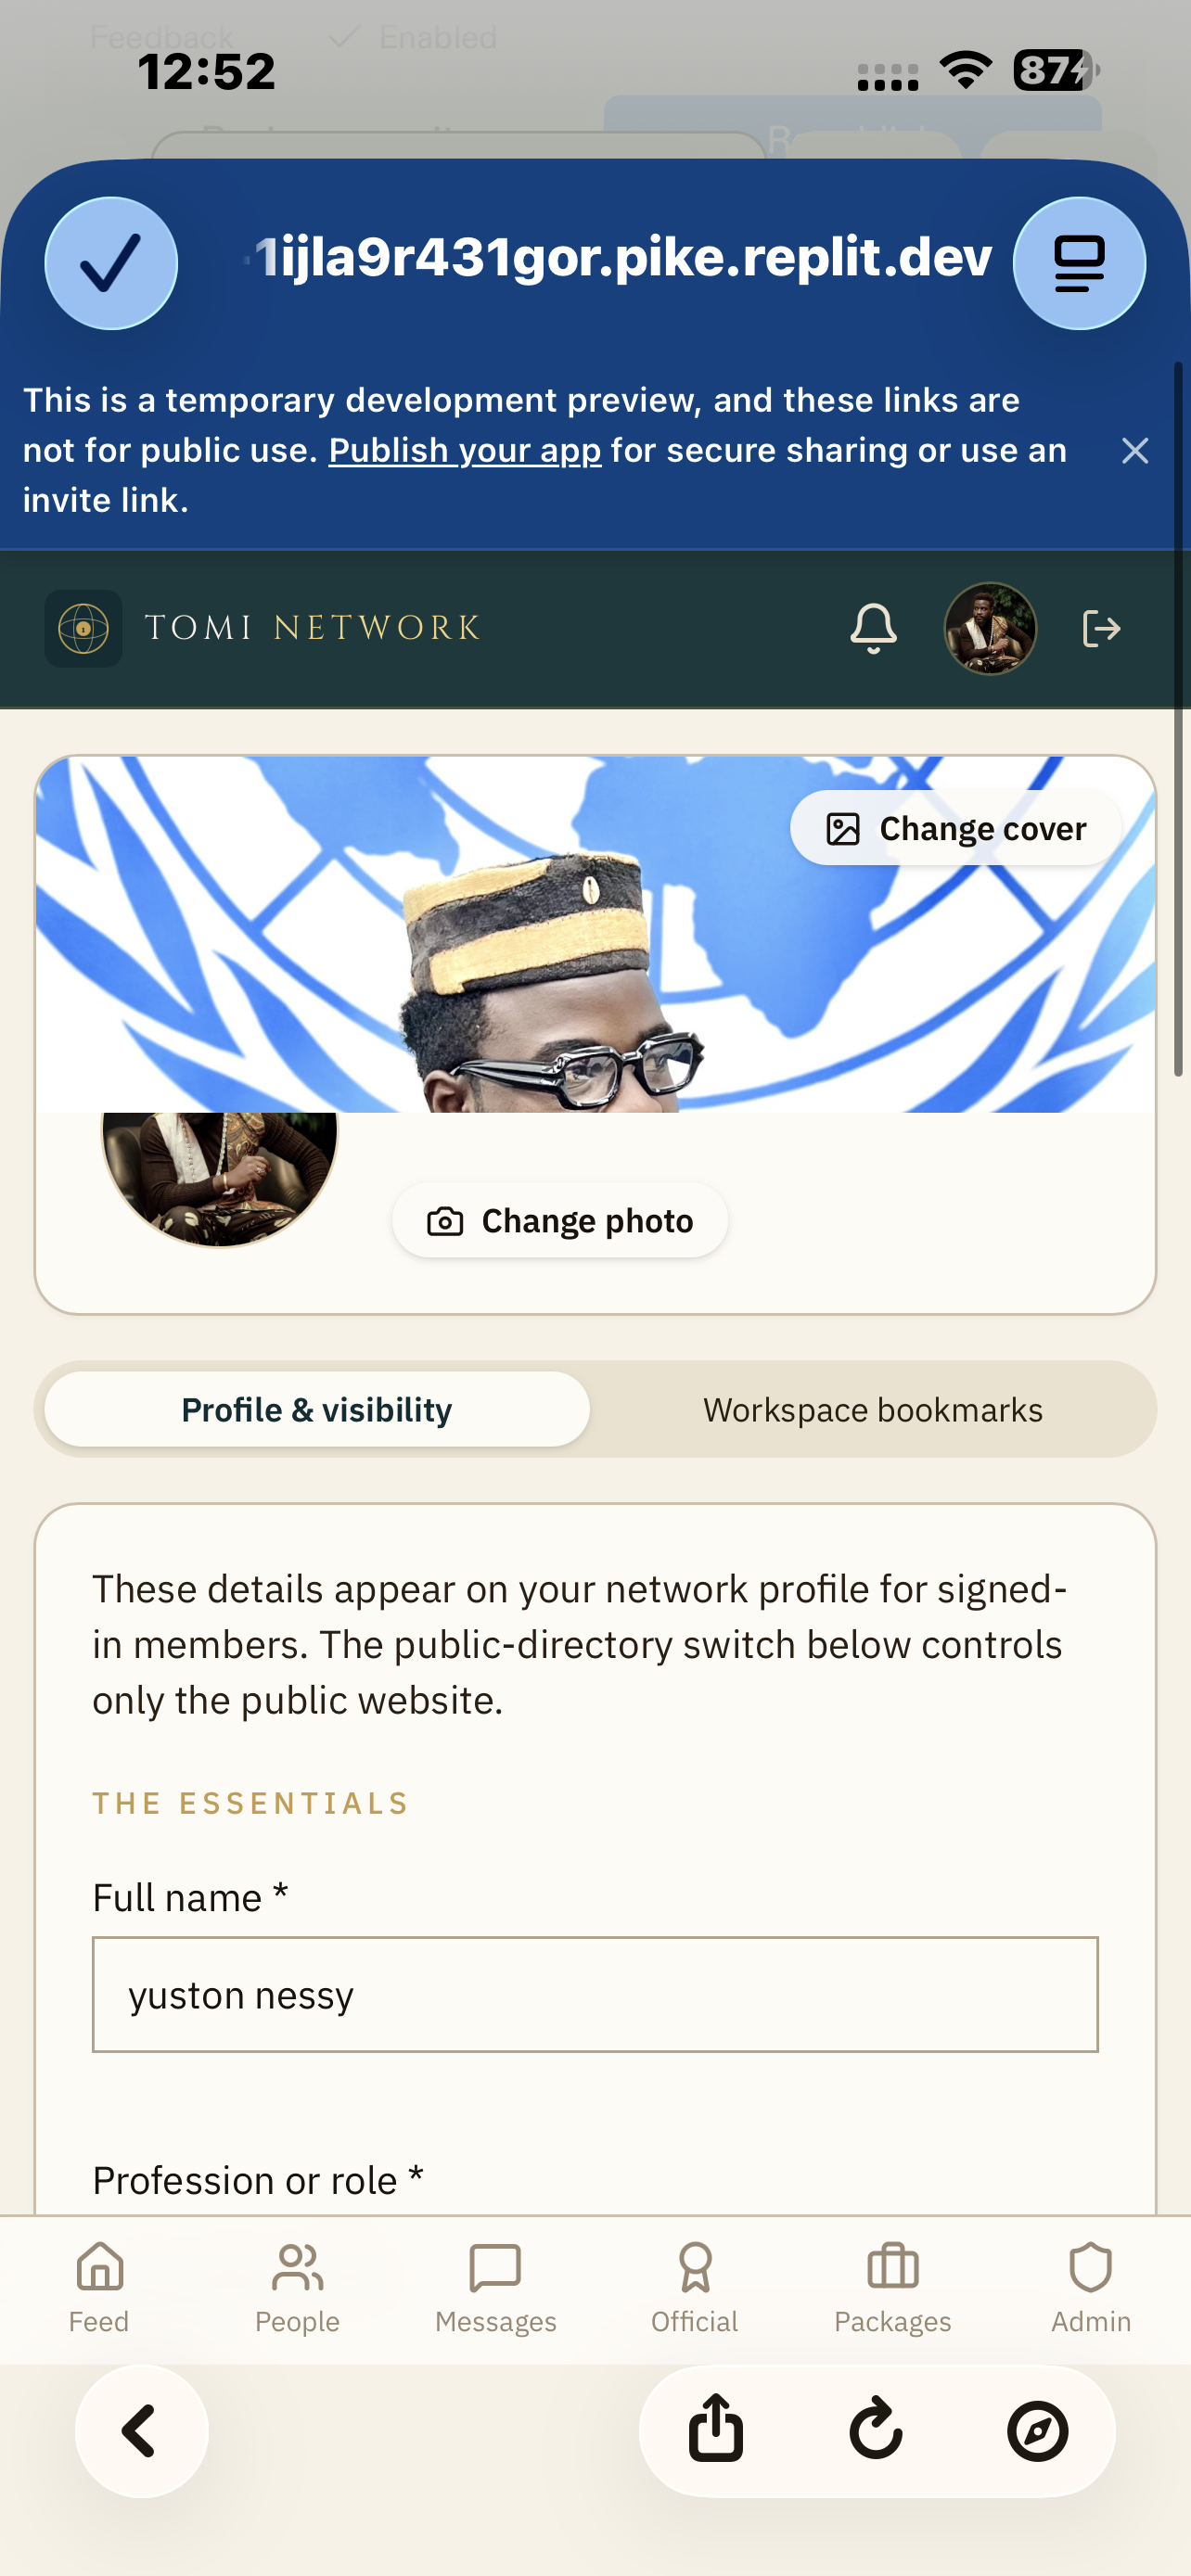 Feedback Enabled
12:52
87
1ijla9r431gor.pike.replit.dev
This is a temporary development preview, and these links are
not for public use. Publish your app for secure sharing or use an
invite link.
TOMI NETWORK
Change cover
Change photo
Profile & visibility
Workspace bookmarks
These details appear on your network profile for signed-
in members. The public-directory switch below controls
only the public website.
THE ESSENTIALS
Full name *
yuston nessy
Profession or role *
Feed
People
Messages
Official
Packages
Admin